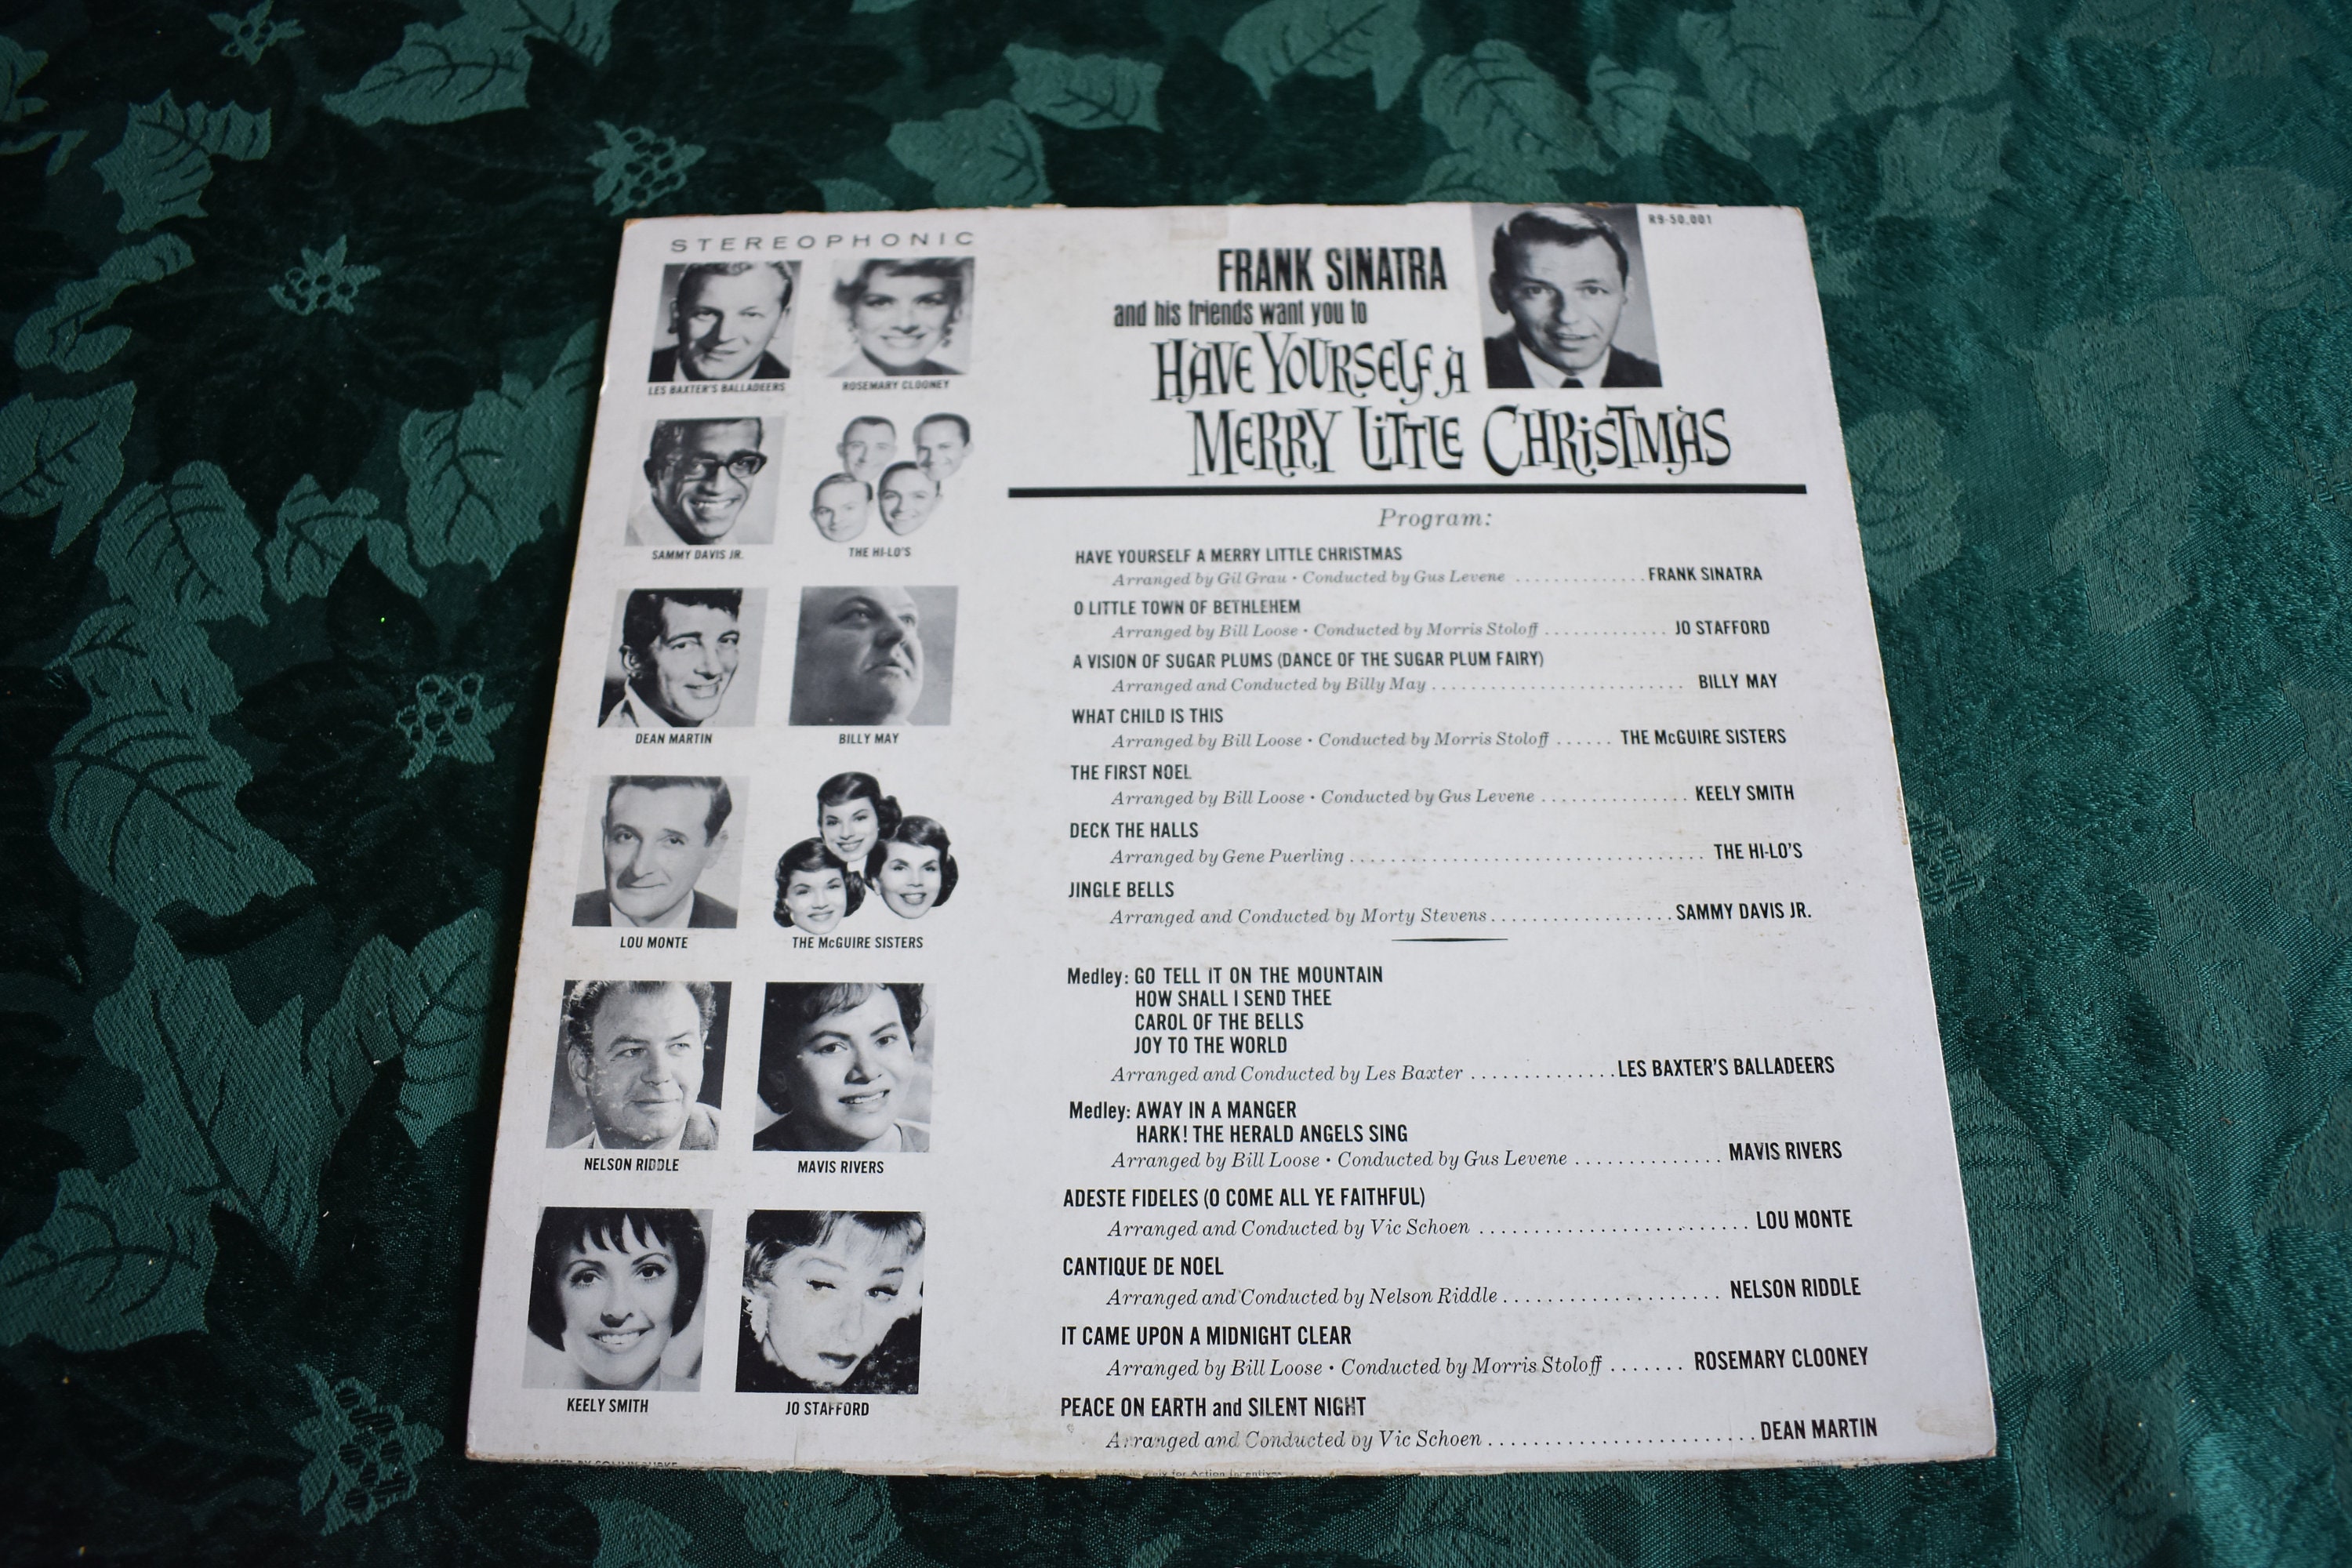 STEREOPHONIC
R9-50,001
FRANK SINATRA
and his friends want you to
HAVE YOURSELF A
MERRY LITTLE CHRISTMAS
LES BAXTER'S BALLADEERS
ROSEMARY CLOONEY
SAMMY DAVIS JR.
THE HI-LO'S
DEAN MARTIN
BILLY MAY
LOU MONTE
THE McGUIRE SISTERS
NELSON RIDDLE
MAVIS RIVERS
KEELY SMITH
JO STAFFORD
Program:
HAVE YOURSELF A MERRY LITTLE CHRISTMAS
Arranged by Gil Grau • Conducted by Gus Levene ............. FRANK SINATRA
O LITTLE TOWN OF BETHLEHEM
Arranged by Bill Loose • Conducted by Morris Stoloff ............. JO STAFFORD
A VISION OF SUGAR PLUMS (DANCE OF THE SUGAR PLUM FAIRY)
Arranged and Conducted by Billy May .......................... BILLY MAY
WHAT CHILD IS THIS
Arranged by Bill Loose • Conducted by Morris Stoloff ...... THE McGUIRE SISTERS
THE FIRST NOEL
Arranged by Bill Loose • Conducted by Gus Levene ................ KEELY SMITH
DECK THE HALLS
Arranged by Gene Puerling ..................................... THE HI-LO'S
JINGLE BELLS
Arranged and Conducted by Morty Stevens .................... SAMMY DAVIS JR.
Medley: GO TELL IT ON THE MOUNTAIN
HOW SHALL I SEND THEE
CAROL OF THE BELLS
JOY TO THE WORLD
Arranged and Conducted by Les Baxter .............. LES BAXTER'S BALLADEERS
Medley: AWAY IN A MANGER
HARK! THE HERALD ANGELS SING
Arranged by Bill Loose • Conducted by Gus Levene .............. MAVIS RIVERS
ADESTE FIDELES (O COME ALL YE FAITHFUL)
Arranged and Conducted by Vic Schoen .......................... LOU MONTE
CANTIQUE DE NOEL
Arranged and Conducted by Nelson Riddle ..................... NELSON RIDDLE
IT CAME UPON A MIDNIGHT CLEAR
Arranged by Bill Loose • Conducted by Morris Stoloff ....... ROSEMARY CLOONEY
PEACE ON EARTH and SILENT NIGHT
Arranged and Conducted by Vic Schoen .......................... DEAN MARTIN
for Action Incentives